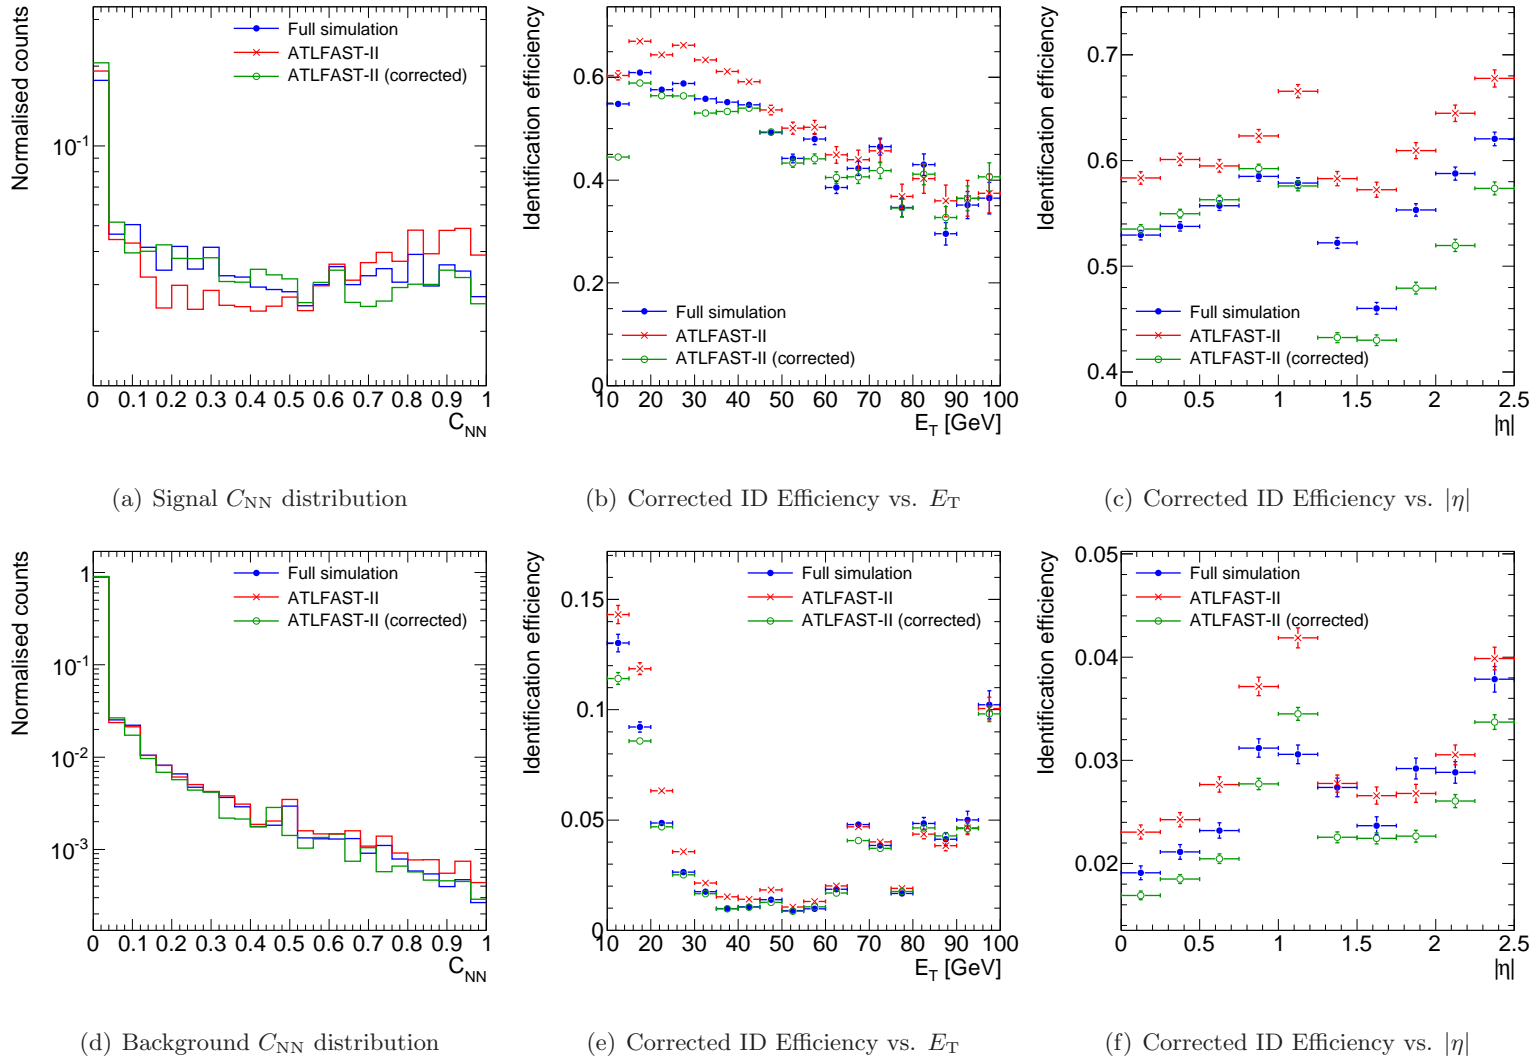 Normalised counts
Full simulation
ATLFAST-II
ATLFAST-II (corrected)
10⁻¹
0 0.1 0.2 0.3 0.4 0.5 0.6 0.7 0.8 0.9 1
C_NN
(a) Signal C_NN distribution
Identification efficiency
0.6
0.4
0.2
0
Full simulation
ATLFAST-II
ATLFAST-II (corrected)
10 20 30 40 50 60 70 80 90 100
E_T [GeV]
(b) Corrected ID Efficiency vs. E_T
Identification efficiency
0.7
0.6
0.5
0.4
Full simulation
ATLFAST-II
ATLFAST-II (corrected)
0 0.5 1 1.5 2 2.5
|η|
(c) Corrected ID Efficiency vs. |η|
Normalised counts
1
10⁻¹
10⁻²
10⁻³
Full simulation
ATLFAST-II
ATLFAST-II (corrected)
0 0.1 0.2 0.3 0.4 0.5 0.6 0.7 0.8 0.9 1
C_NN
(d) Background C_NN distribution
Identification efficiency
0.15
0.1
0.05
0
Full simulation
ATLFAST-II
ATLFAST-II (corrected)
10 20 30 40 50 60 70 80 90 100
E_T [GeV]
(e) Corrected ID Efficiency vs. E_T
Identification efficiency
0.05
0.04
0.03
0.02
Full simulation
ATLFAST-II
ATLFAST-II (corrected)
0 0.5 1 1.5 2 2.5
|η|
(f) Corrected ID Efficiency vs. |η|